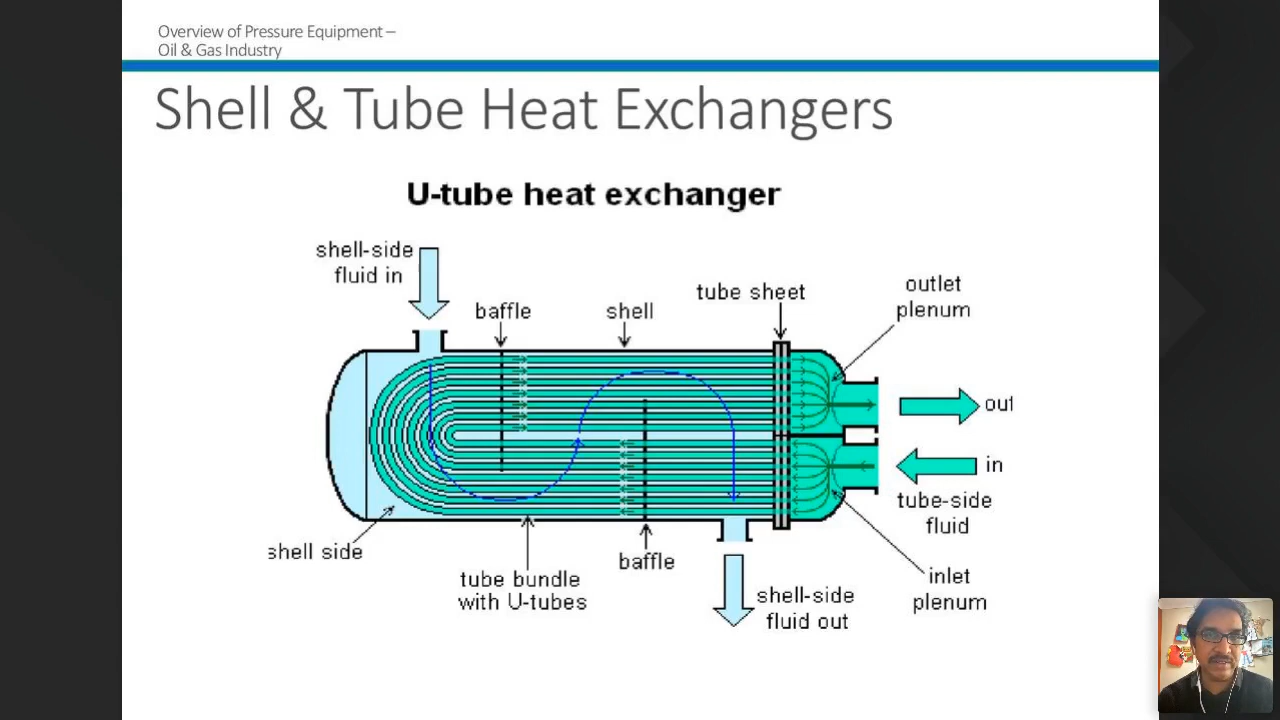 Overview of Pressure Equipment –
Oil & Gas Industry
Shell & Tube Heat Exchangers
U-tube heat exchanger
shell-side
fluid in
baffle
shell
tube sheet
outlet
plenum
out
in
tube-side
fluid
shell side
tube bundle
with U-tubes
baffle
shell-side
fluid out
inlet
plenum